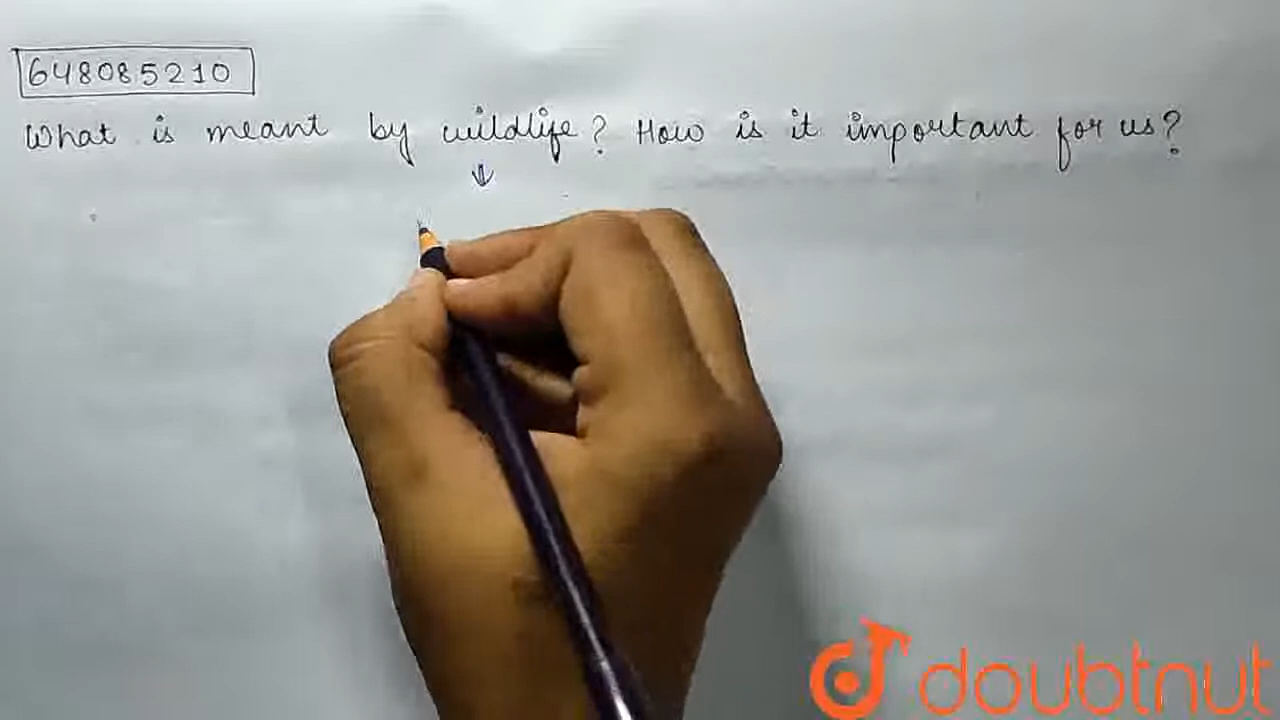 648085210
What is meant by wildlife? How is it important for us?
doubtnut